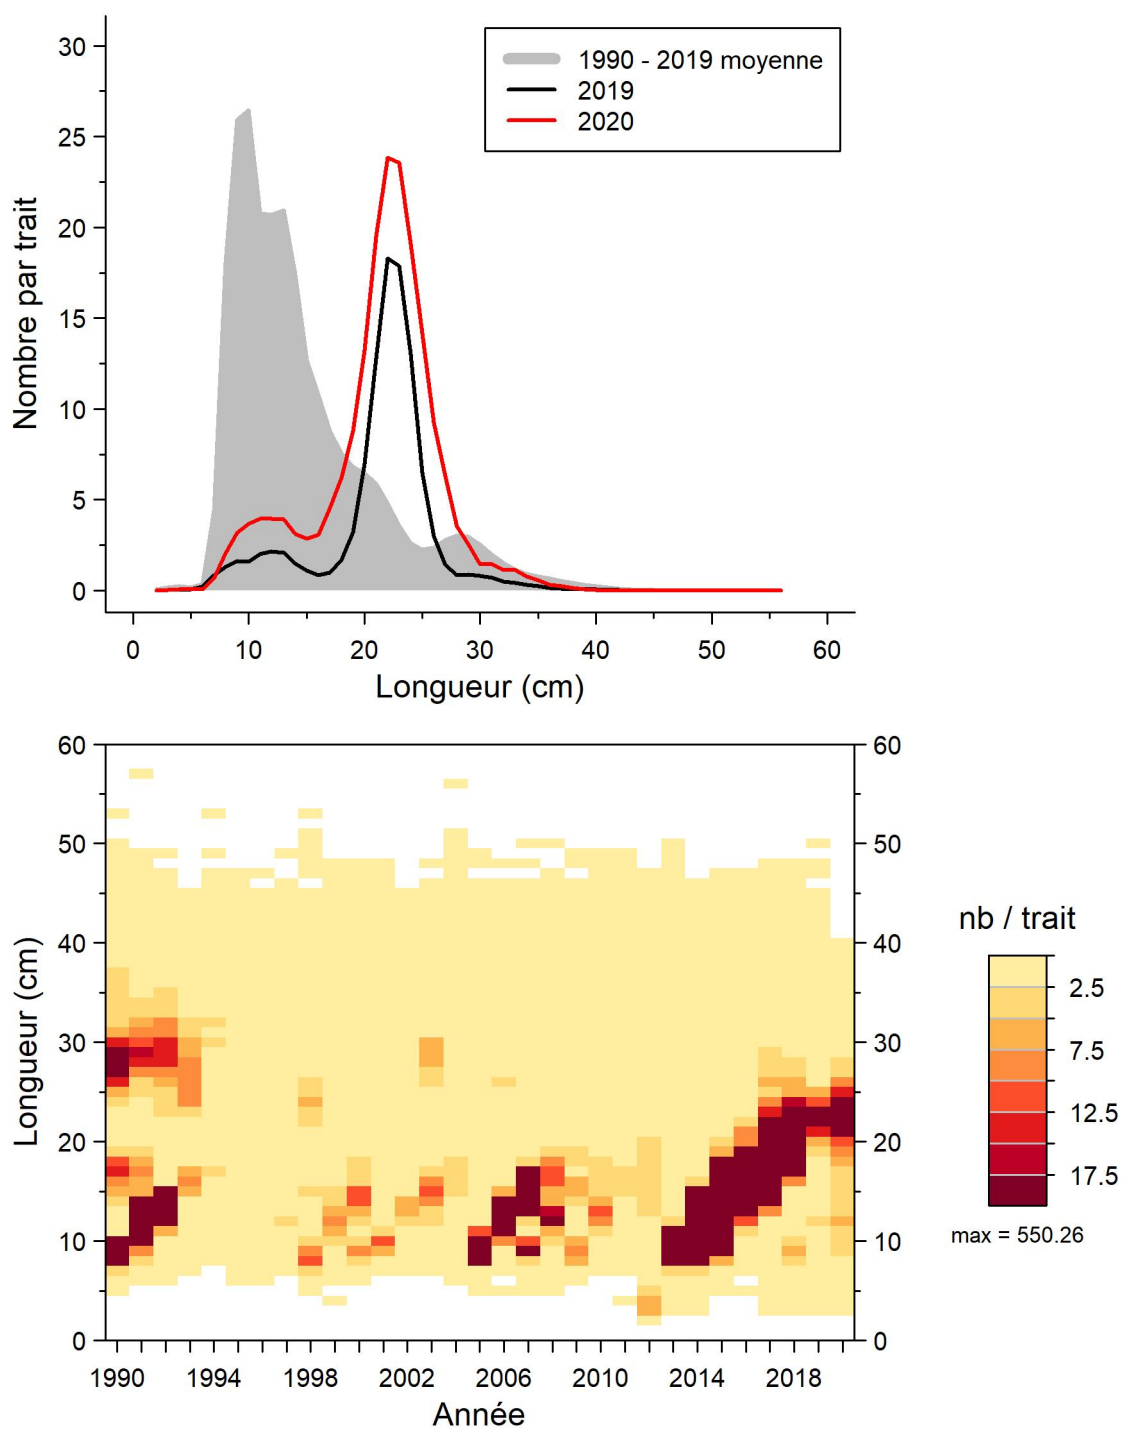 1990 - 2019 moyenne
2019
2020
Nombre par trait
30
25
20
15
10
5
0
0 10 20 30 40 50 60
Longueur (cm)
60 60
50 50
40 40
30 30
20 20
10 10
0 0
Longueur (cm)
1990 1994 1998 2002 2006 2010 2014 2018
Année
nb / trait
2.5
7.5
12.5
17.5
max = 550.26